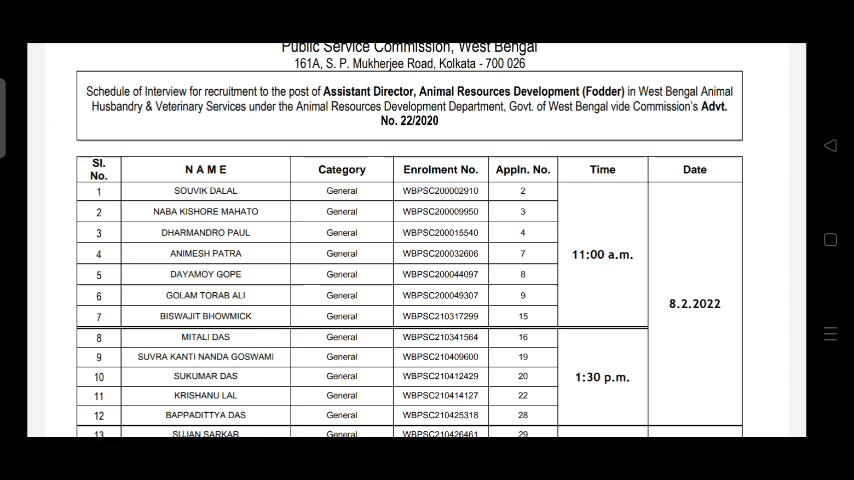 Public Service Commission, West Bengal
161A, S. P. Mukherjee Road, Kolkata - 700 026
Schedule of Interview for recruitment to the post of Assistant Director, Animal Resources Development (Fodder) in West Bengal Animal
Husbandry & Veterinary Services under the Animal Resources Development Department, Govt. of West Bengal vide Commission's Advt.
No. 22/2020
Sl. No. N A M E Category Enrolment No. Appln. No. Time Date
1 SOUVIK DALAL General WBPSC200002910 2
2 NABA KISHORE MAHATO General WBPSC200009950 3
3 DHARMANDRO PAUL General WBPSC200015540 4
4 ANIMESH PATRA General WBPSC200032606 7 11:00 a.m.
5 DAYAMOY GOPE General WBPSC200044097 8
6 GOLAM TORAB ALI General WBPSC200049307 9 8.2.2022
7 BISWAJIT BHOWMICK General WBPSC210317299 15
8 MITALI DAS General WBPSC210341564 16
9 SUVRA KANTI NANDA GOSWAMI General WBPSC210409600 19
10 SUKUMAR DAS General WBPSC210412429 20 1:30 p.m.
11 KRISHANU LAL General WBPSC210414127 22
12 BAPPADITTYA DAS General WBPSC210425318 28
13 SUJAN SARKAR General WBPSC210426461 29